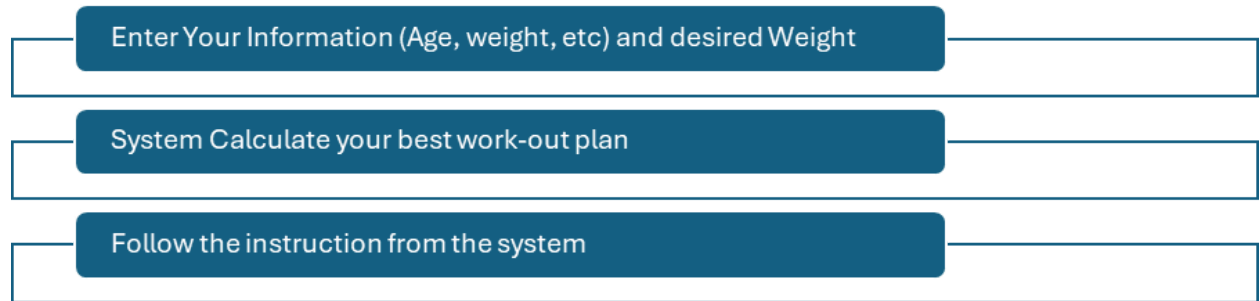 Enter Your Information (Age, weight, etc) and desired Weight
System Calculate your best work-out plan
Follow the instruction from the system